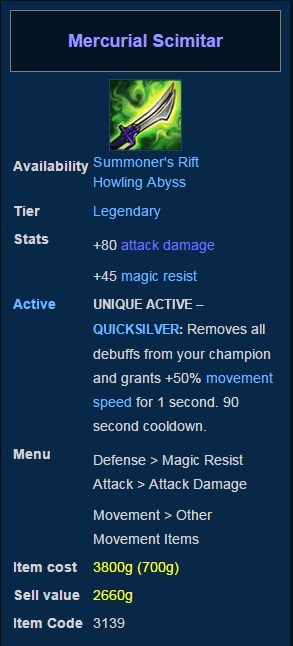 Mercurial Scimitar
Availability Summoner's Rift
Howling Abyss
Tier Legendary
Stats +80 attack damage
+45 magic resist
Active UNIQUE ACTIVE –
QUICKSILVER: Removes all
debuffs from your champion
and grants +50% movement
speed for 1 second. 90
second cooldown.
Menu Defense > Magic Resist
Attack > Attack Damage
Movement > Other
Movement Items
Item cost 3800g (700g)
Sell value 2660g
Item Code 3139